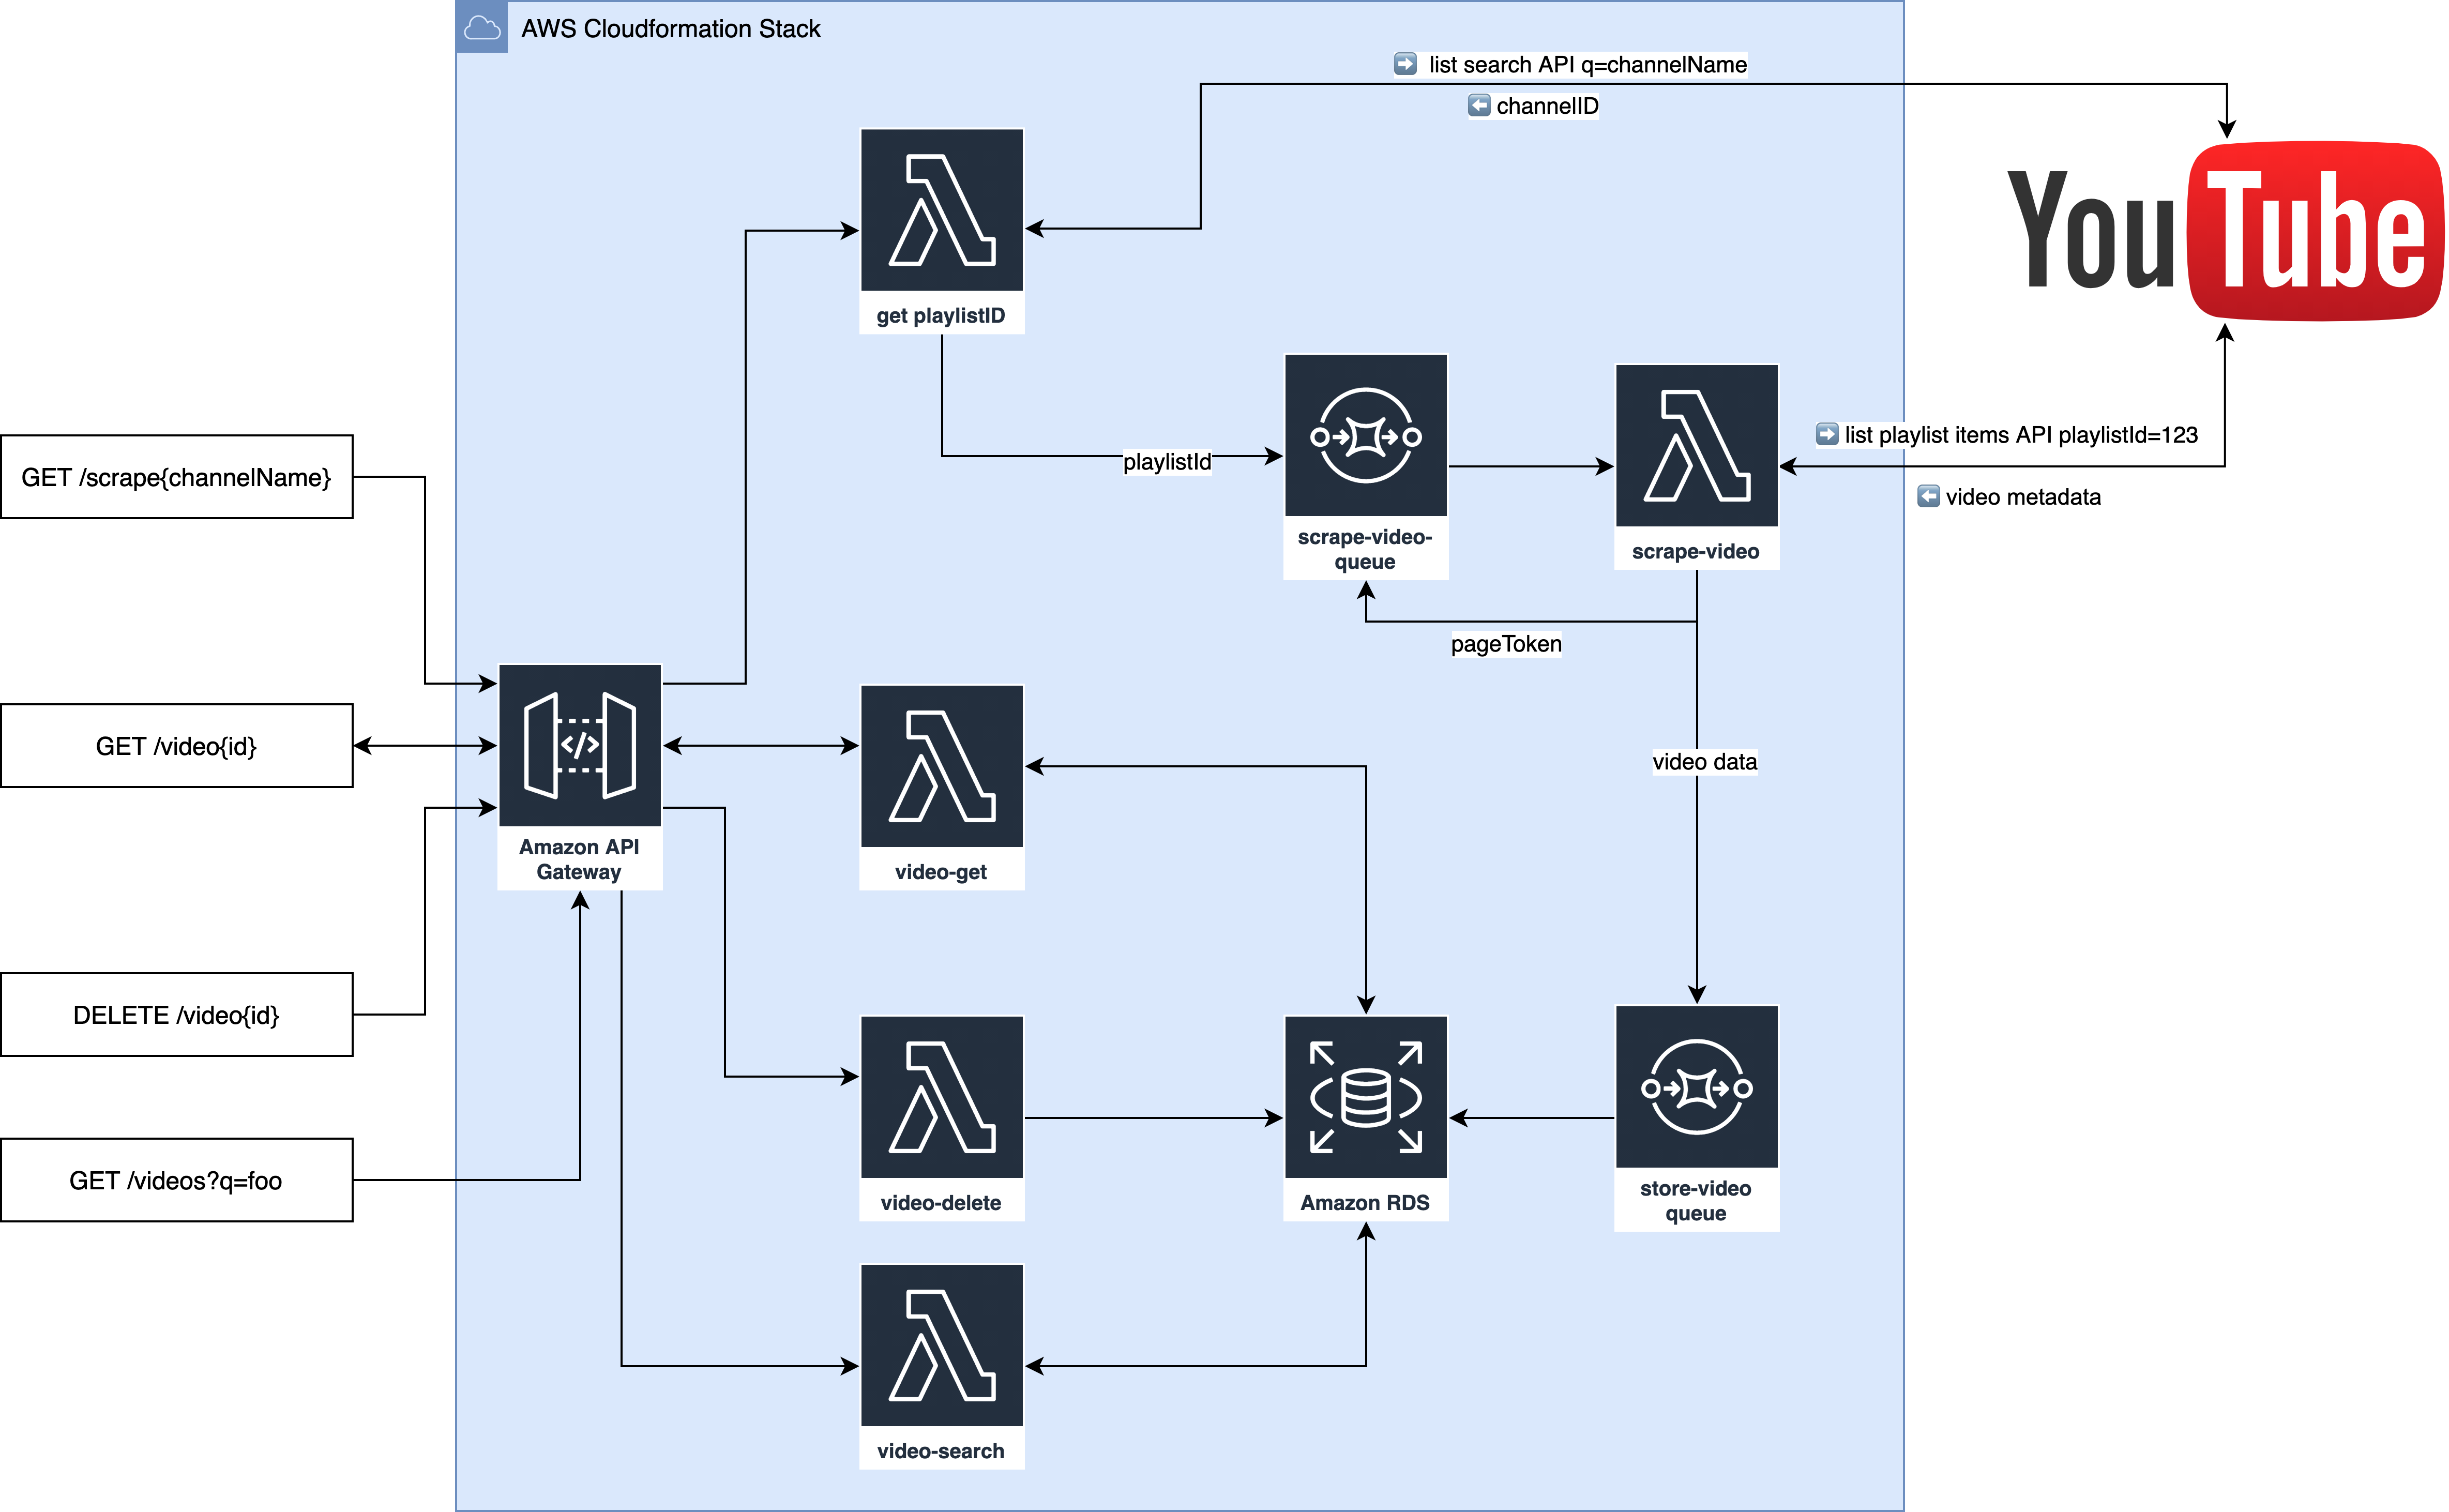 AWS Cloudformation Stack
➡️ list search API q=channelName
⬅️ channelID
YouTube
get playlistID
GET /scrape{channelName}
playlistId
scrape-video-
queue
scrape-video
➡️ list playlist items API playlistId=123
⬅️ video metadata
pageToken
GET /video{id}
</>
Amazon API
Gateway
video-get
video data
DELETE /video{id}
GET /videos?q=foo
video-delete
Amazon RDS
store-video
queue
video-search